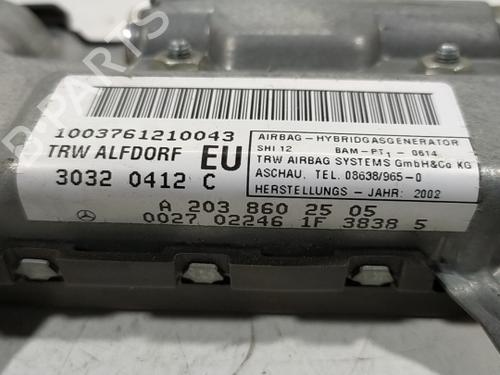 1003761210043
TRW ALFDORF EU
3032 0412 C
AIRBAG - HYBRIDGASGENERATOR
SHI 12 BAM-PT1 - 0614
TRW AIRBAG SYSTEMS GmbH&Co KG
ASCHAU, TEL. 08638/965-0
HERSTELLUNGS - JAHR: 2002
A 203 860 25 05
0027 02246 1F 3838 5
B-PARTS